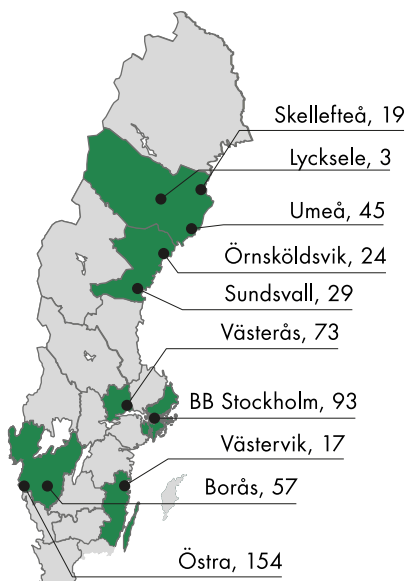 Skellefteå, 19
Lycksele, 3
Umeå, 45
Örnsköldsvik, 24
Sundsvall, 29
Västerås, 73
BB Stockholm, 93
Västervik, 17
Borås, 57
Östra, 154